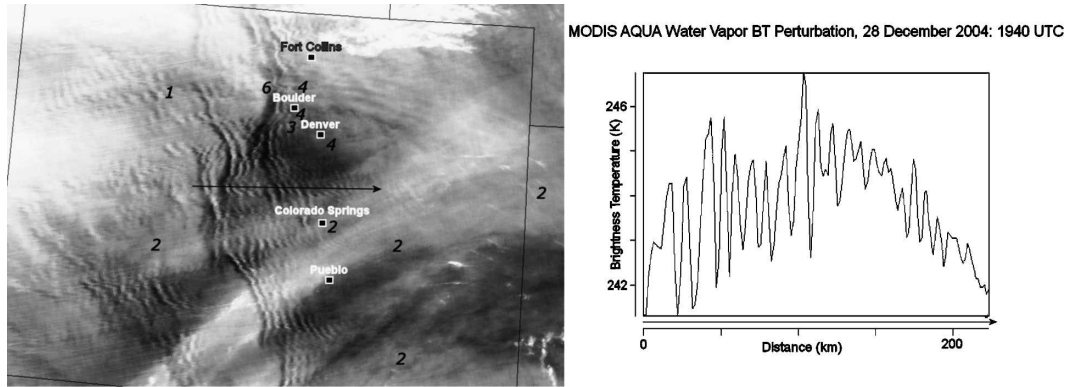 Fort Collins
1
6
4
Boulder
4
3
Denver
4
2
Colorado Springs
2
2
2
Pueblo
2
MODIS AQUA Water Vapor BT Perturbation, 28 December 2004: 1940 UTC
Brightness Temperature (K)
246
242
0
200
Distance (km)